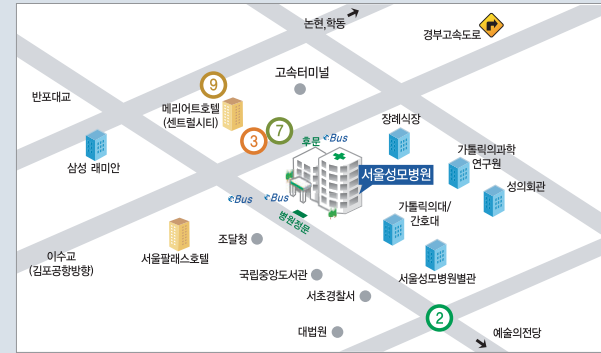 논현,학동
경부고속도로
고속터미널
반포대교
9
메리어트호텔
(센트럴시티)
3
7
후문
Bus
장례식장
가톨릭의과학
연구원
삼성 래미안
서울성모병원
성의회관
Bus
Bus
병원정문
가톨릭의대/
간호대
조달청
이수교
(김포공항방향)
서울팔래스호텔
국립중앙도서관
서울성모병원별관
서초경찰서
2
대법원
예술의전당